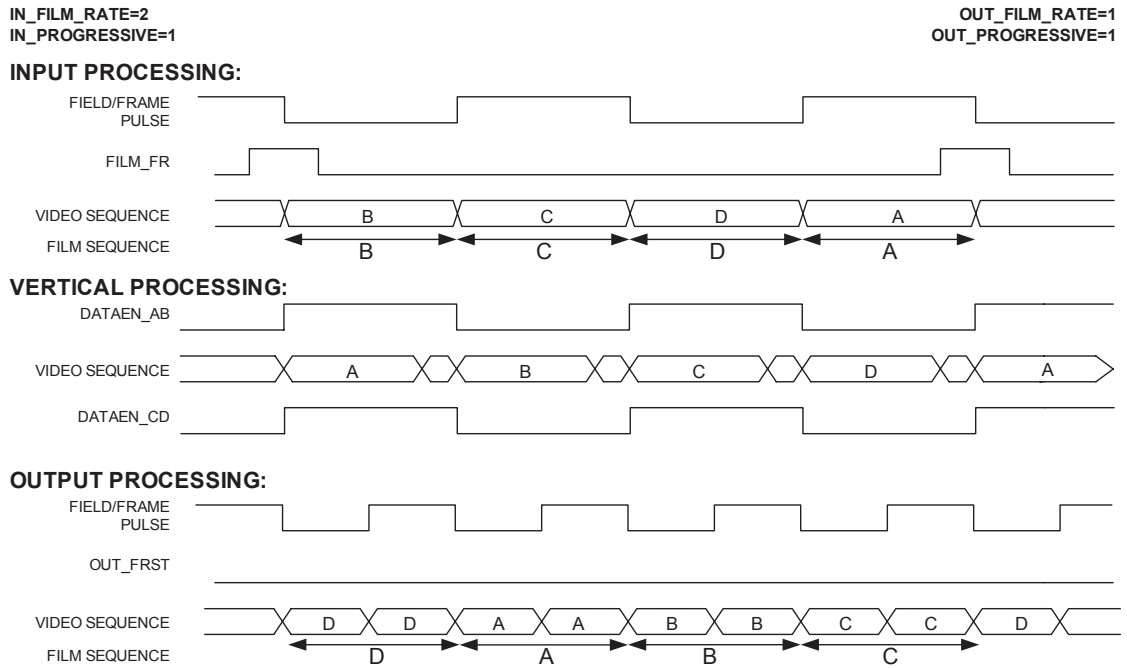 IN_FILM_RATE=2
IN_PROGRESSIVE=1
OUT_FILM_RATE=1
OUT_PROGRESSIVE=1
INPUT PROCESSING:
FIELD/FRAME
PULSE
FILM_FR
VIDEO SEQUENCE B C D A
FILM SEQUENCE B C D A
VERTICAL PROCESSING:
DATAEN_AB
VIDEO SEQUENCE A B C D A
DATAEN_CD
OUTPUT PROCESSING:
FIELD/FRAME
PULSE
OUT_FRST
VIDEO SEQUENCE D D A A B B C C D
FILM SEQUENCE D A B C